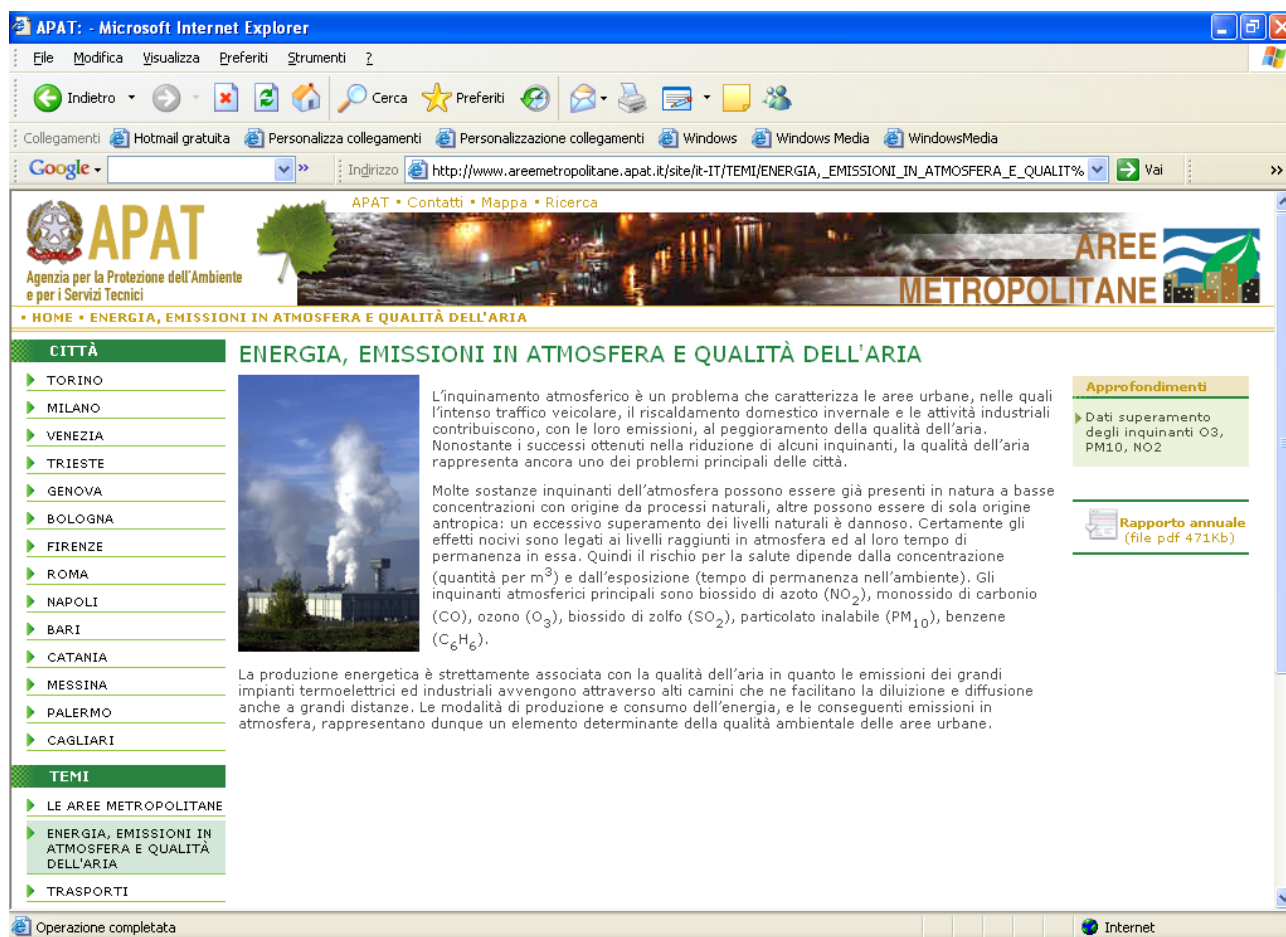 APAT: - Microsoft Internet Explorer
File Modifica Visualizza Preferiti Strumenti ?
Indietro Cerca Preferiti
Collegamenti Hotmail gratuita Personalizza collegamenti Personalizzazione collegamenti Windows Windows Media WindowsMedia
Google Indirizzo http://www.areemetropolitane.apat.it/site/it-IT/TEMI/ENERGIA,_EMISSIONI_IN_ATMOSFERA_E_QUALIT% Vai »
APAT • Contatti • Mappa • Ricerca
APAT
Agenzia per la Protezione dell'Ambiente
e per i Servizi Tecnici
AREE
METROPOLITANE
• HOME • ENERGIA, EMISSIONI IN ATMOSFERA E QUALITÀ DELL'ARIA
CITTÀ
TORINO
MILANO
VENEZIA
TRIESTE
GENOVA
BOLOGNA
FIRENZE
ROMA
NAPOLI
BARI
CATANIA
MESSINA
PALERMO
CAGLIARI
TEMI
LE AREE METROPOLITANE
ENERGIA, EMISSIONI IN
ATMOSFERA E QUALITÀ
DELL'ARIA
TRASPORTI
ENERGIA, EMISSIONI IN ATMOSFERA E QUALITÀ DELL'ARIA
L'inquinamento atmosferico è un problema che caratterizza le aree urbane, nelle quali
l'intenso traffico veicolare, il riscaldamento domestico invernale e le attività industriali
contribuiscono, con le loro emissioni, al peggioramento della qualità dell'aria.
Nonostante i successi ottenuti nella riduzione di alcuni inquinanti, la qualità dell'aria
rappresenta ancora uno dei problemi principali delle città.
Molte sostanze inquinanti dell'atmosfera possono essere già presenti in natura a basse
concentrazioni con origine da processi naturali, altre possono essere di sola origine
antropica: un eccessivo superamento dei livelli naturali è dannoso. Certamente gli
effetti nocivi sono legati ai livelli raggiunti in atmosfera ed al loro tempo di
permanenza in essa. Quindi il rischio per la salute dipende dalla concentrazione
(quantità per m³) e dall'esposizione (tempo di permanenza nell'ambiente). Gli
inquinanti atmosferici principali sono biossido di azoto (NO₂), monossido di carbonio
(CO), ozono (O₃), biossido di zolfo (SO₂), particolato inalabile (PM₁₀), benzene
(C₆H₆).
La produzione energetica è strettamente associata con la qualità dell'aria in quanto le emissioni dei grandi
impianti termoelettrici ed industriali avvengono attraverso alti camini che ne facilitano la diluizione e diffusione
anche a grandi distanze. Le modalità di produzione e consumo dell'energia, e le conseguenti emissioni in
atmosfera, rappresentano dunque un elemento determinante della qualità ambientale delle aree urbane.
Approfondimenti
Dati superamento
degli inquinanti O3,
PM10, NO2
Rapporto annuale
(file pdf 471Kb)
Operazione completata Internet